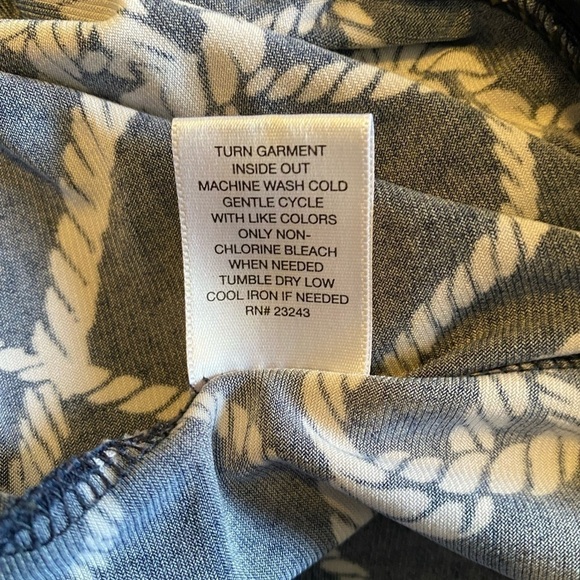 TURN GARMENT
INSIDE OUT
MACHINE WASH COLD
GENTLE CYCLE
WITH LIKE COLORS
ONLY NON-
CHLORINE BLEACH
WHEN NEEDED
TUMBLE DRY LOW
COOL IRON IF NEEDED
RN# 23243